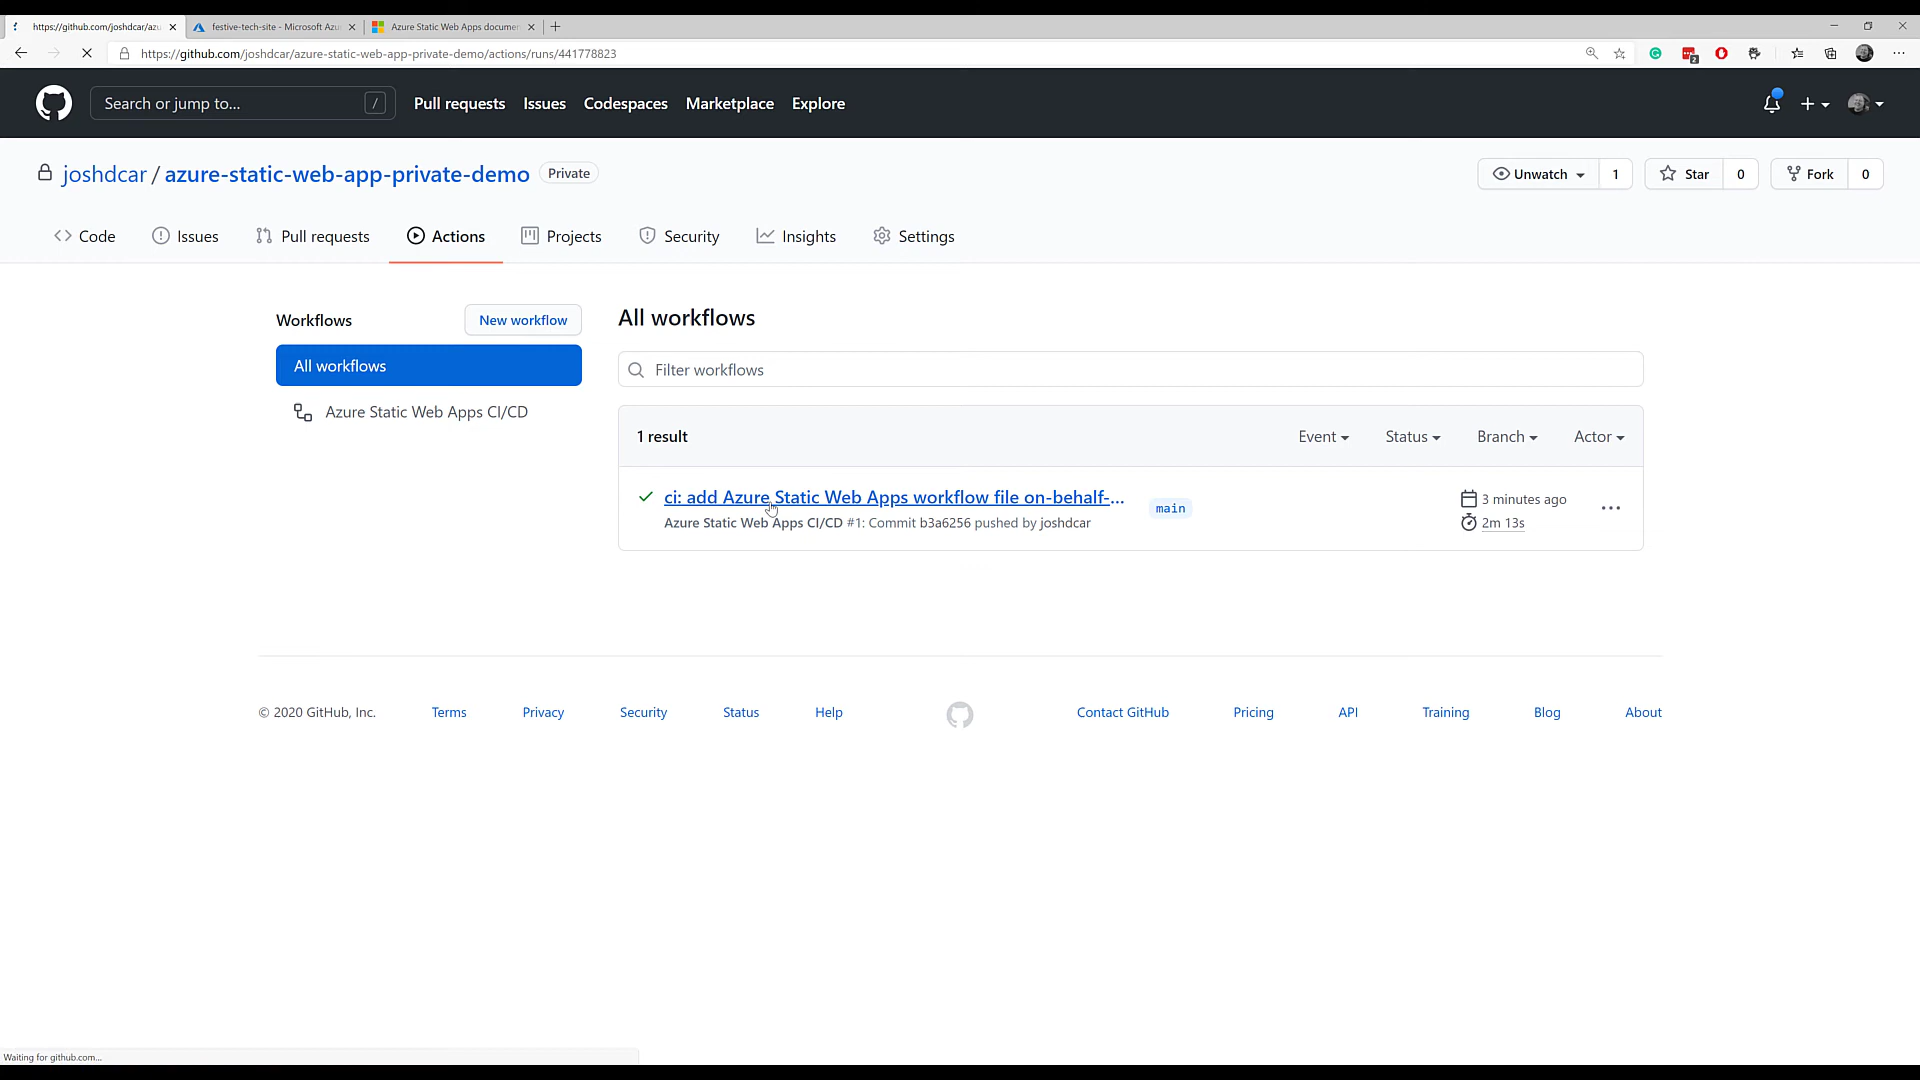 https://github.com/joshdcar/azu
festive-tech-site - Microsoft Azu
Azure Static Web Apps documen
https://github.com/joshdcar/azure-static-web-app-private-demo/actions/runs/441778823
2
Search or jump to...
/
Pull requests
Issues
Codespaces
Marketplace
Explore
joshdcar / azure-static-web-app-private-demo
Private
Unwatch
1
Star
0
Fork
0
Code
Issues
Pull requests
Actions
Projects
Security
Insights
Settings
Workflows
New workflow
All workflows
Azure Static Web Apps CI/CD
All workflows
Filter workflows
1 result
Event
Status
Branch
Actor
ci: add Azure Static Web Apps workflow file on-behalf-...
Azure Static Web Apps CI/CD #1: Commit b3a6256 pushed by joshdcar
main
3 minutes ago
2m 13s
© 2020 GitHub, Inc.
Terms
Privacy
Security
Status
Help
Contact GitHub
Pricing
API
Training
Blog
About
Waiting for github.com...